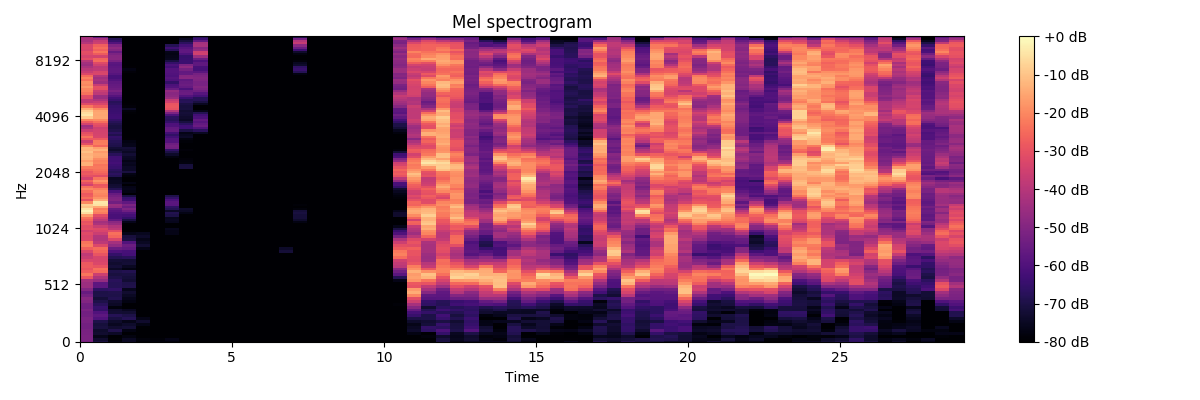 Mel spectrogram
Hz
8192
4096
2048
1024
512
0
0 5 10 15 20 25
Time
+0 dB
-10 dB
-20 dB
-30 dB
-40 dB
-50 dB
-60 dB
-70 dB
-80 dB